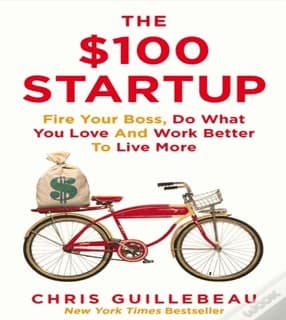 THE
$100
STARTUP
Fire Your Boss, Do What
You Love And Work Better
To Live More
$
CHRIS GUILLEBEAU
New York Times Bestseller
WOOK